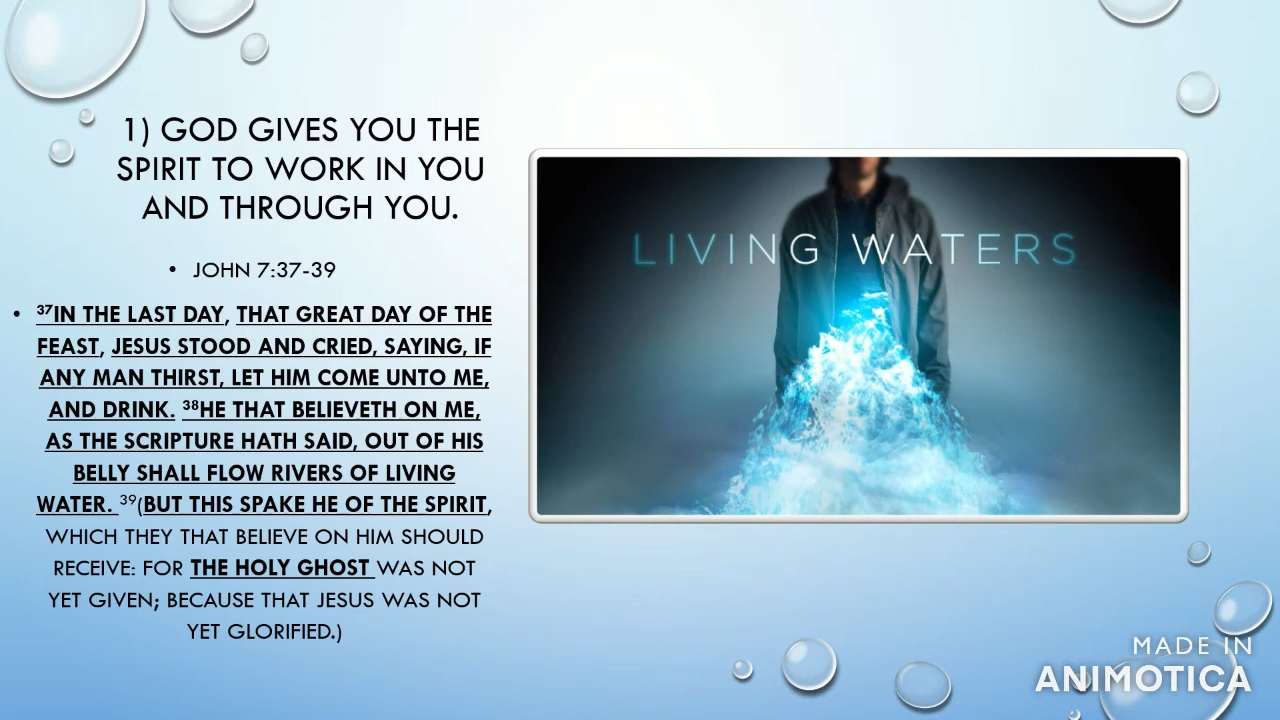 1) GOD GIVES YOU THE
SPIRIT TO WORK IN YOU
AND THROUGH YOU.
• JOHN 7:37-39
• ³⁷IN THE LAST DAY, THAT GREAT DAY OF THE
FEAST, JESUS STOOD AND CRIED, SAYING, IF
ANY MAN THIRST, LET HIM COME UNTO ME,
AND DRINK. ³⁸HE THAT BELIEVETH ON ME,
AS THE SCRIPTURE HATH SAID, OUT OF HIS
BELLY SHALL FLOW RIVERS OF LIVING
WATER. ³⁹(BUT THIS SPAKE HE OF THE SPIRIT,
WHICH THEY THAT BELIEVE ON HIM SHOULD
RECEIVE: FOR THE HOLY GHOST WAS NOT
YET GIVEN; BECAUSE THAT JESUS WAS NOT
YET GLORIFIED.)
LIVING WATERS
MADE IN
ANIMOTICA